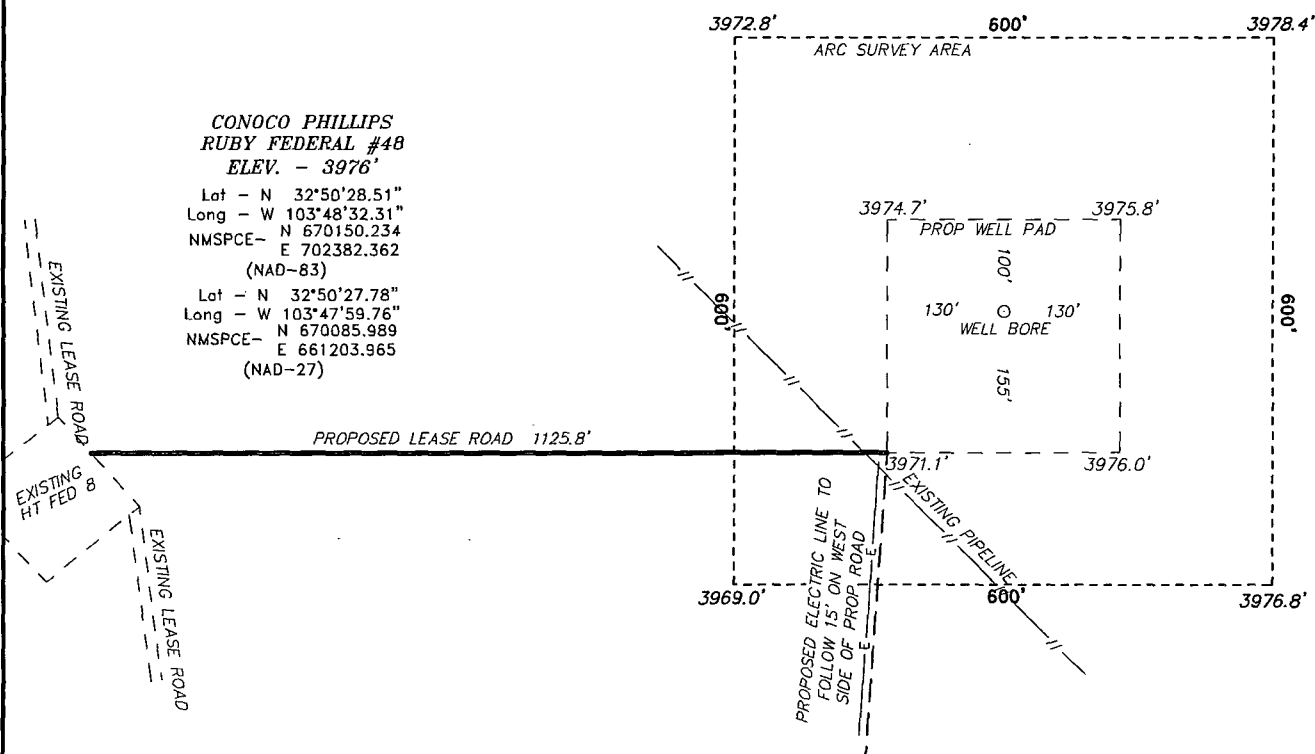 3972.8'
600'
3978.4'
ARC SURVEY AREA
CONOCO PHILLIPS
RUBY FEDERAL #48
ELEV. - 3976'
Lat - N 32°50'28.51"
Long - W 103°48'32.31"
NMSPCE- N 670150.234
E 702382.362
(NAD-83)
Lat - N 32°50'27.78"
Long - W 103°47'59.76"
NMSPCE- N 670085.989
E 661203.965
(NAD-27)
3974.7'
3975.8'
PROP WELL PAD
100'
130'
130'
WELL BORE
155'
600'
600'
EXISTING LEASE ROAD
PROPOSED LEASE ROAD 1125.8'
3971.1'
3976.0'
EXISTING
HT FED 8
EXISTING LEASE ROAD
EXISTING PIPELINE
E
E
PROPOSED ELECTRIC LINE TO
FOLLOW 15' ON WEST
SIDE OF PROP ROAD
3969.0'
600'
3976.8'